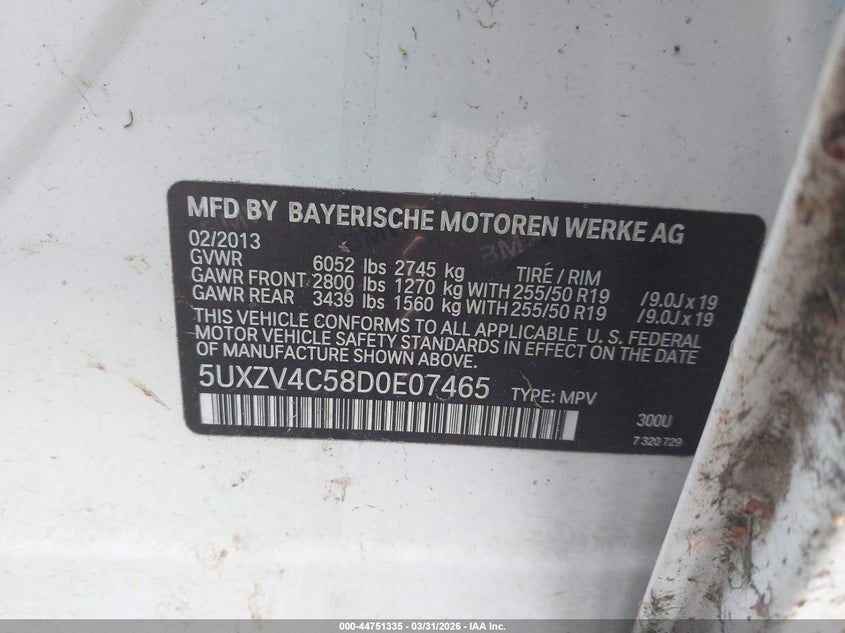 MFD BY BAYERISCHE MOTOREN WERKE AG
02/2013
GVWR 6052 lbs 2745 kg TIRE / RIM
GAWR FRONT 2800 lbs 1270 kg WITH 255/50 R19 /9.0J x 19
GAWR REAR 3439 lbs 1560 kg WITH 255/50 R19 /9.0J x 19
THIS VEHICLE CONFORMS TO ALL APPLICABLE U. S. FEDERAL
MOTOR VEHICLE SAFETY STANDARDS IN EFFECT ON THE DATE
OF MANUFACTURE SHOWN ABOVE.
5UXZV4C58D0E07465 TYPE: MPV
300U
7 320 729
000-44751335 - 03/31/2026 - IAA Inc.